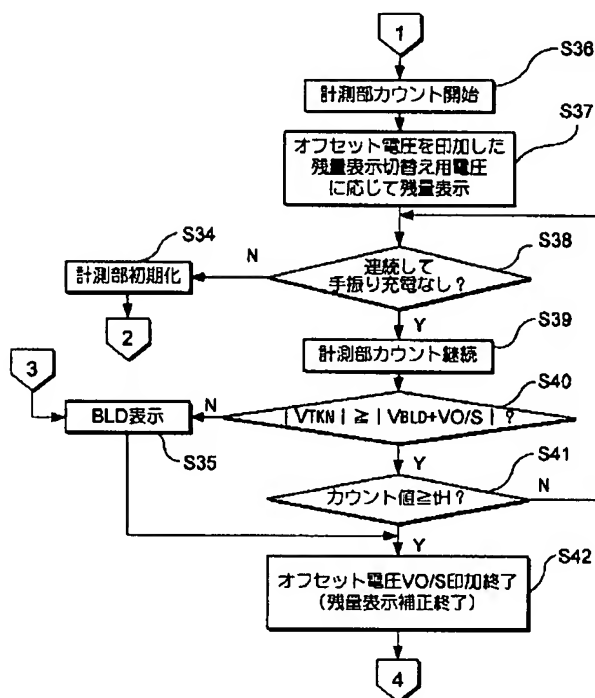 1
S36
計測部カウント開始
S37
オフセット電圧を印加した
残量表示切替え用電圧
に応じて残量表示
S34
N
S38
計測部初期化
連続して
手振り充電なし？
2
Y
S39
3
計測部カウント継続
S40
BLD表示
N
|VTKN| ≧ |VBLD+VO/S| ?
S35
Y
S41
カウント値≧tH？
N
Y
S42
オフセット電圧VO/S印加終了
（残量表示補正終了）
4